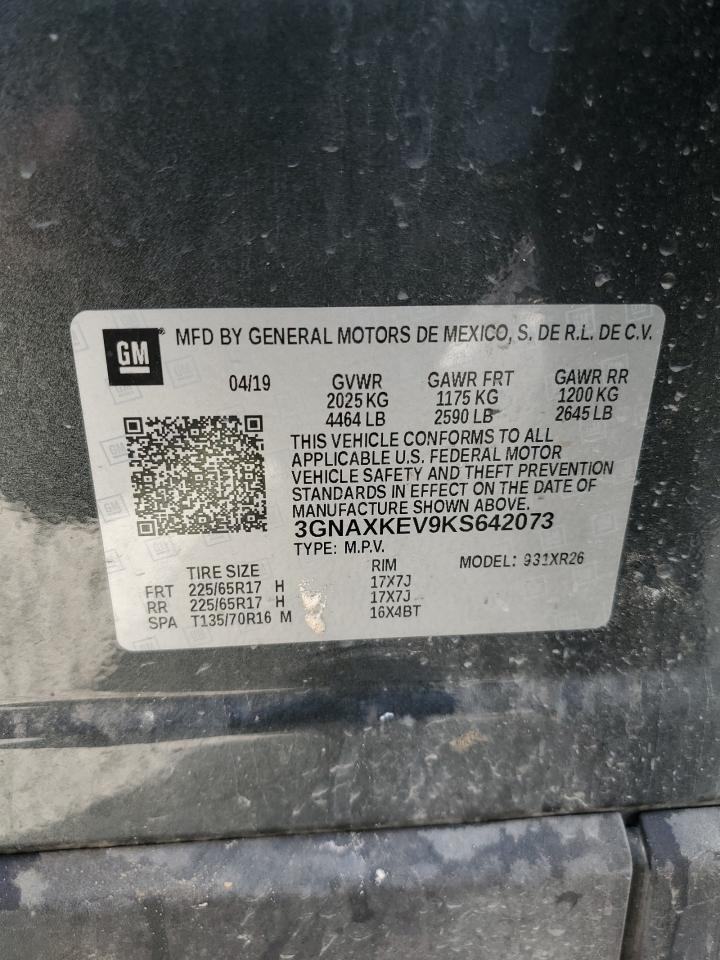 GM
MFD BY GENERAL MOTORS DE MEXICO, S. DE R.L. DE C.V.
04/19 GVWR GAWR FRT GAWR RR
2025 KG 1175 KG 1200 KG
4464 LB 2590 LB 2645 LB
THIS VEHICLE CONFORMS TO ALL
APPLICABLE U.S. FEDERAL MOTOR
VEHICLE SAFETY AND THEFT PREVENTION
STANDARDS IN EFFECT ON THE DATE OF
MANUFACTURE SHOWN ABOVE.
3GNAXKEV9KS642073
TYPE: M.P.V. MODEL: 931XR26
TIRE SIZE RIM
FRT 225/65R17 H 17X7J
RR 225/65R17 H 17X7J
SPA T135/70R16 M 16X4BT